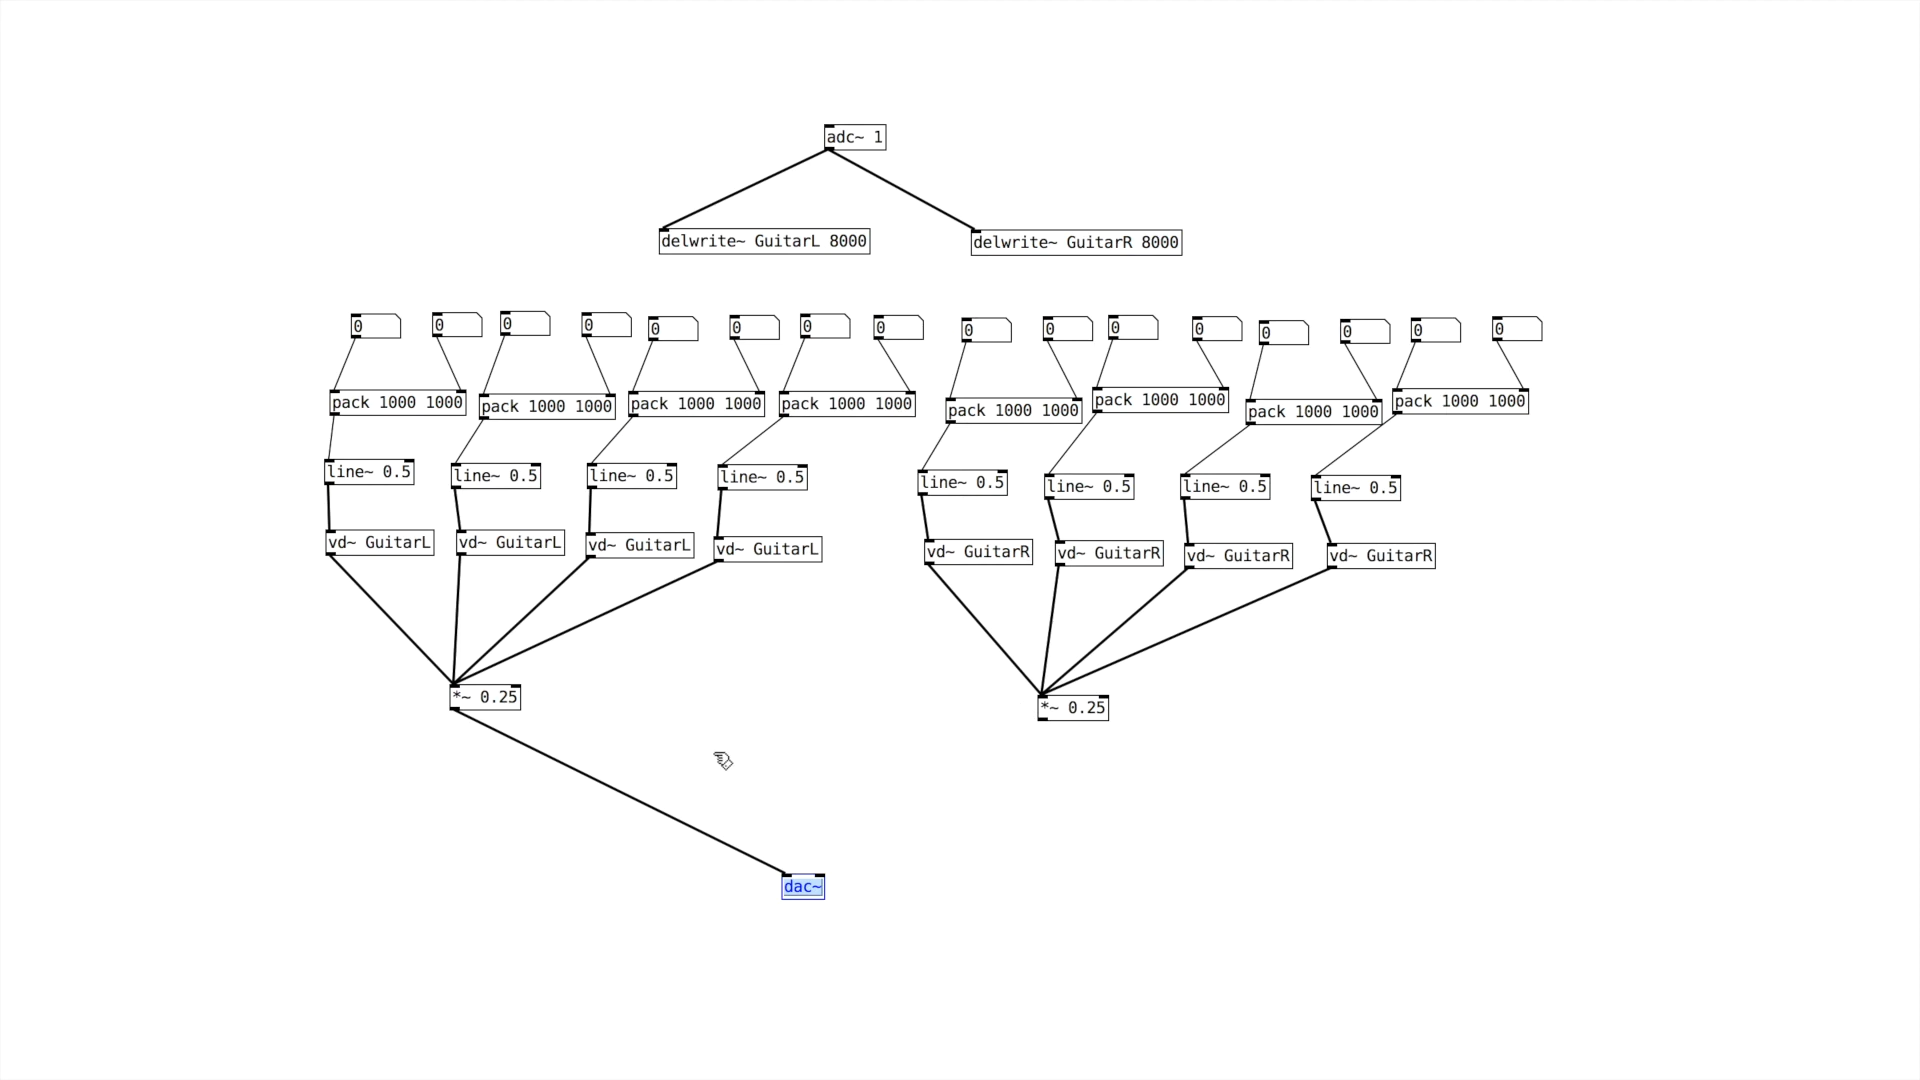 adc~ 1
delwrite~ GuitarL 8000
delwrite~ GuitarR 8000
0 0 0 0 0 0 0 0 0 0 0 0 0 0 0 0
pack 1000 1000 pack 1000 1000 pack 1000 1000 pack 1000 1000 pack 1000 1000 pack 1000 1000 pack 1000 1000 pack 1000 1000
line~ 0.5 line~ 0.5 line~ 0.5 line~ 0.5 line~ 0.5 line~ 0.5 line~ 0.5 line~ 0.5
vd~ GuitarL vd~ GuitarL vd~ GuitarL vd~ GuitarL vd~ GuitarR vd~ GuitarR vd~ GuitarR vd~ GuitarR
*~ 0.25 *~ 0.25
dac~